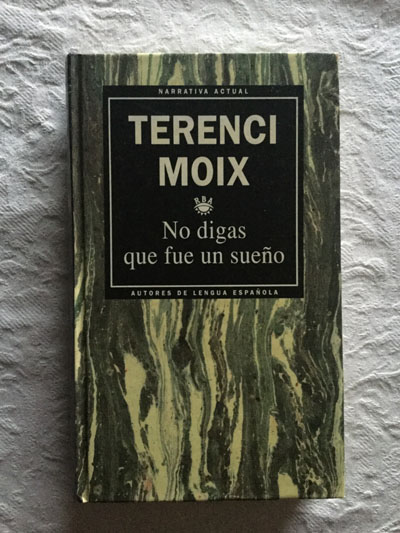 NARRATIVA ACTUAL
TERENCI
MOIX
RBA
No digas
que fue un sueño
AUTORES DE LENGUA ESPAÑOLA